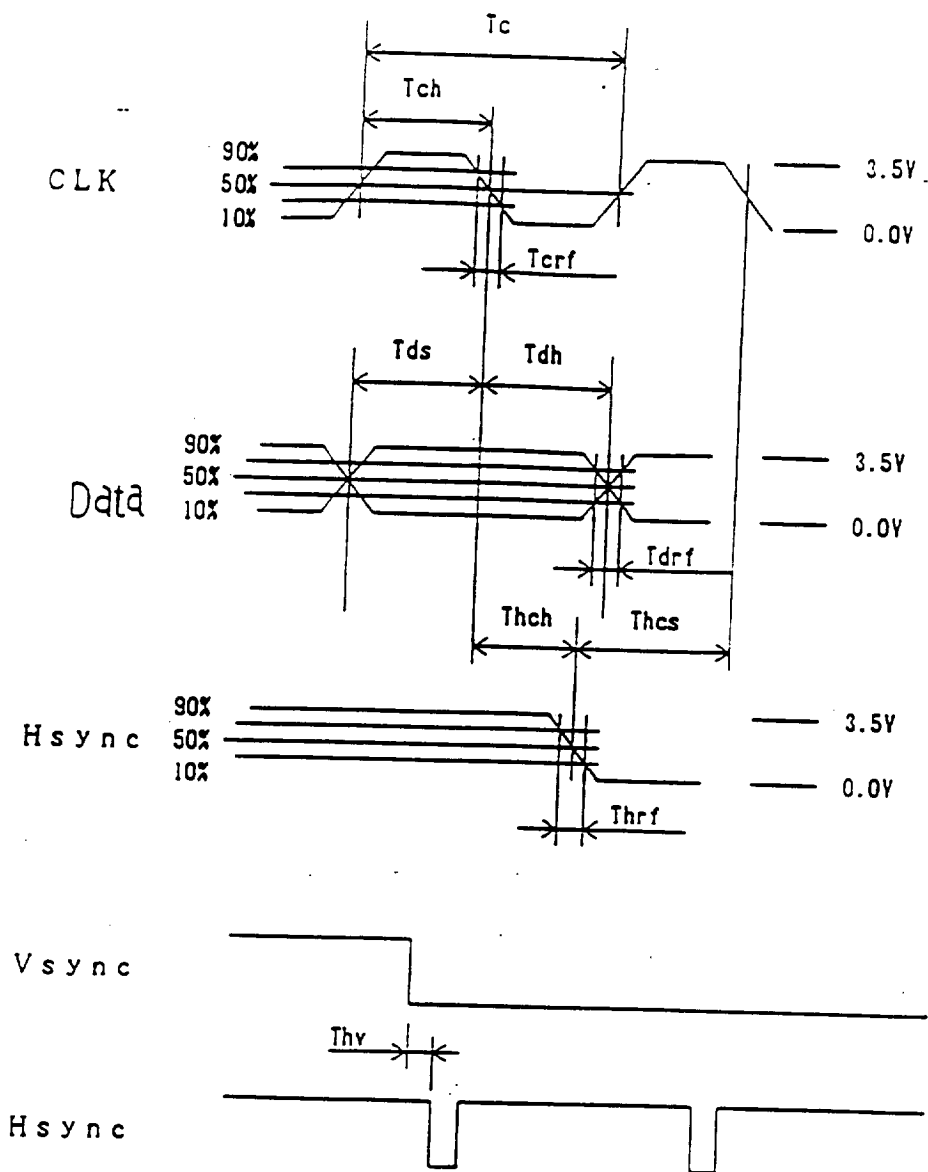 Tc
Tch
CLK
90%
50%
10%
3.5V
0.0V
Tcrf
Tds
Tdh
Data
90%
50%
10%
3.5V
0.0V
Tdrf
Thch
Thcs
Hsync
90%
50%
10%
3.5V
0.0V
Thrf
Vsync
Thv
Hsync